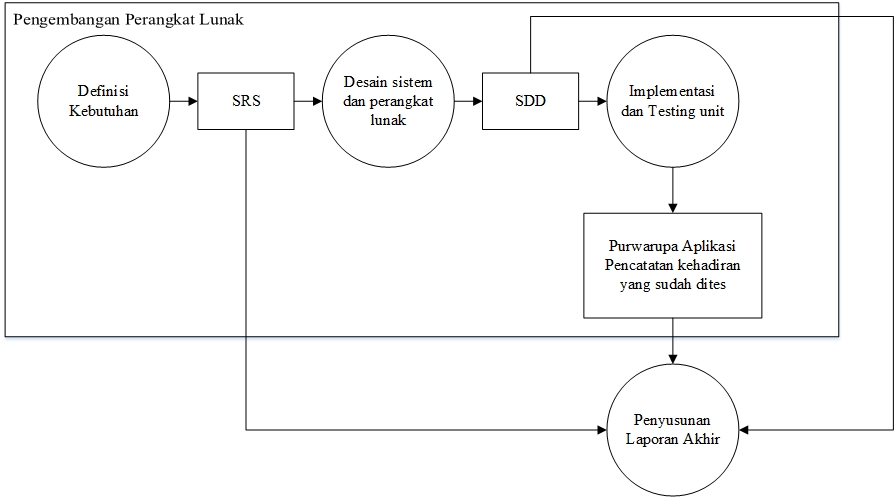 Pengembangan Perangkat Lunak
Definisi
Kebutuhan
SRS
Desain sistem
dan perangkat
lunak
SDD
Implementasi
dan Testing unit
Purwarupa Aplikasi
Pencatatan kehadiran
yang sudah dites
Penyusunan
Laporan Akhir